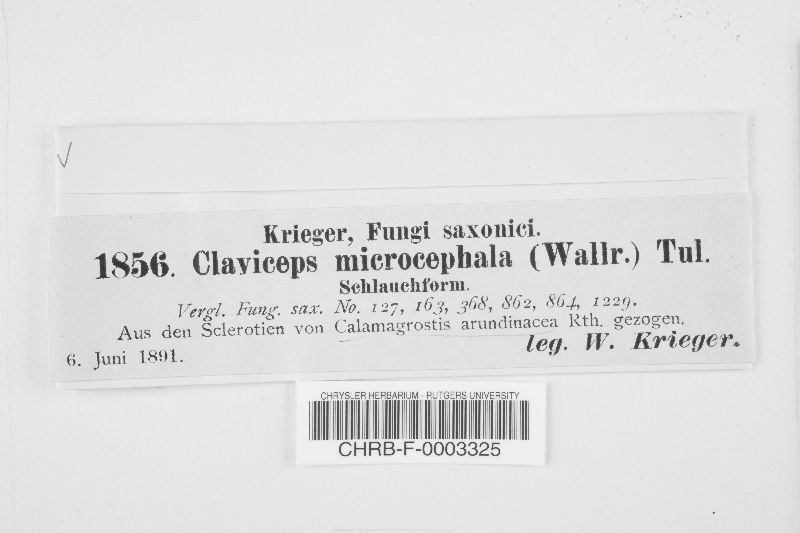 Krieger, Fungi saxonici.
1856. Claviceps microcephala (Wallr.) Tul.
Schlauchform.
Vergl. Fung. sax. No. 127, 163, 368, 862, 864, 1229.
Aus den Sclerotien von Calamagrostis arundinacea Rth. gezogen.
6. Juni 1891. leg. W. Krieger.
CHRYSLER HERBARIUM - RUTGERS UNIVERSITY
CHRB-F-0003325